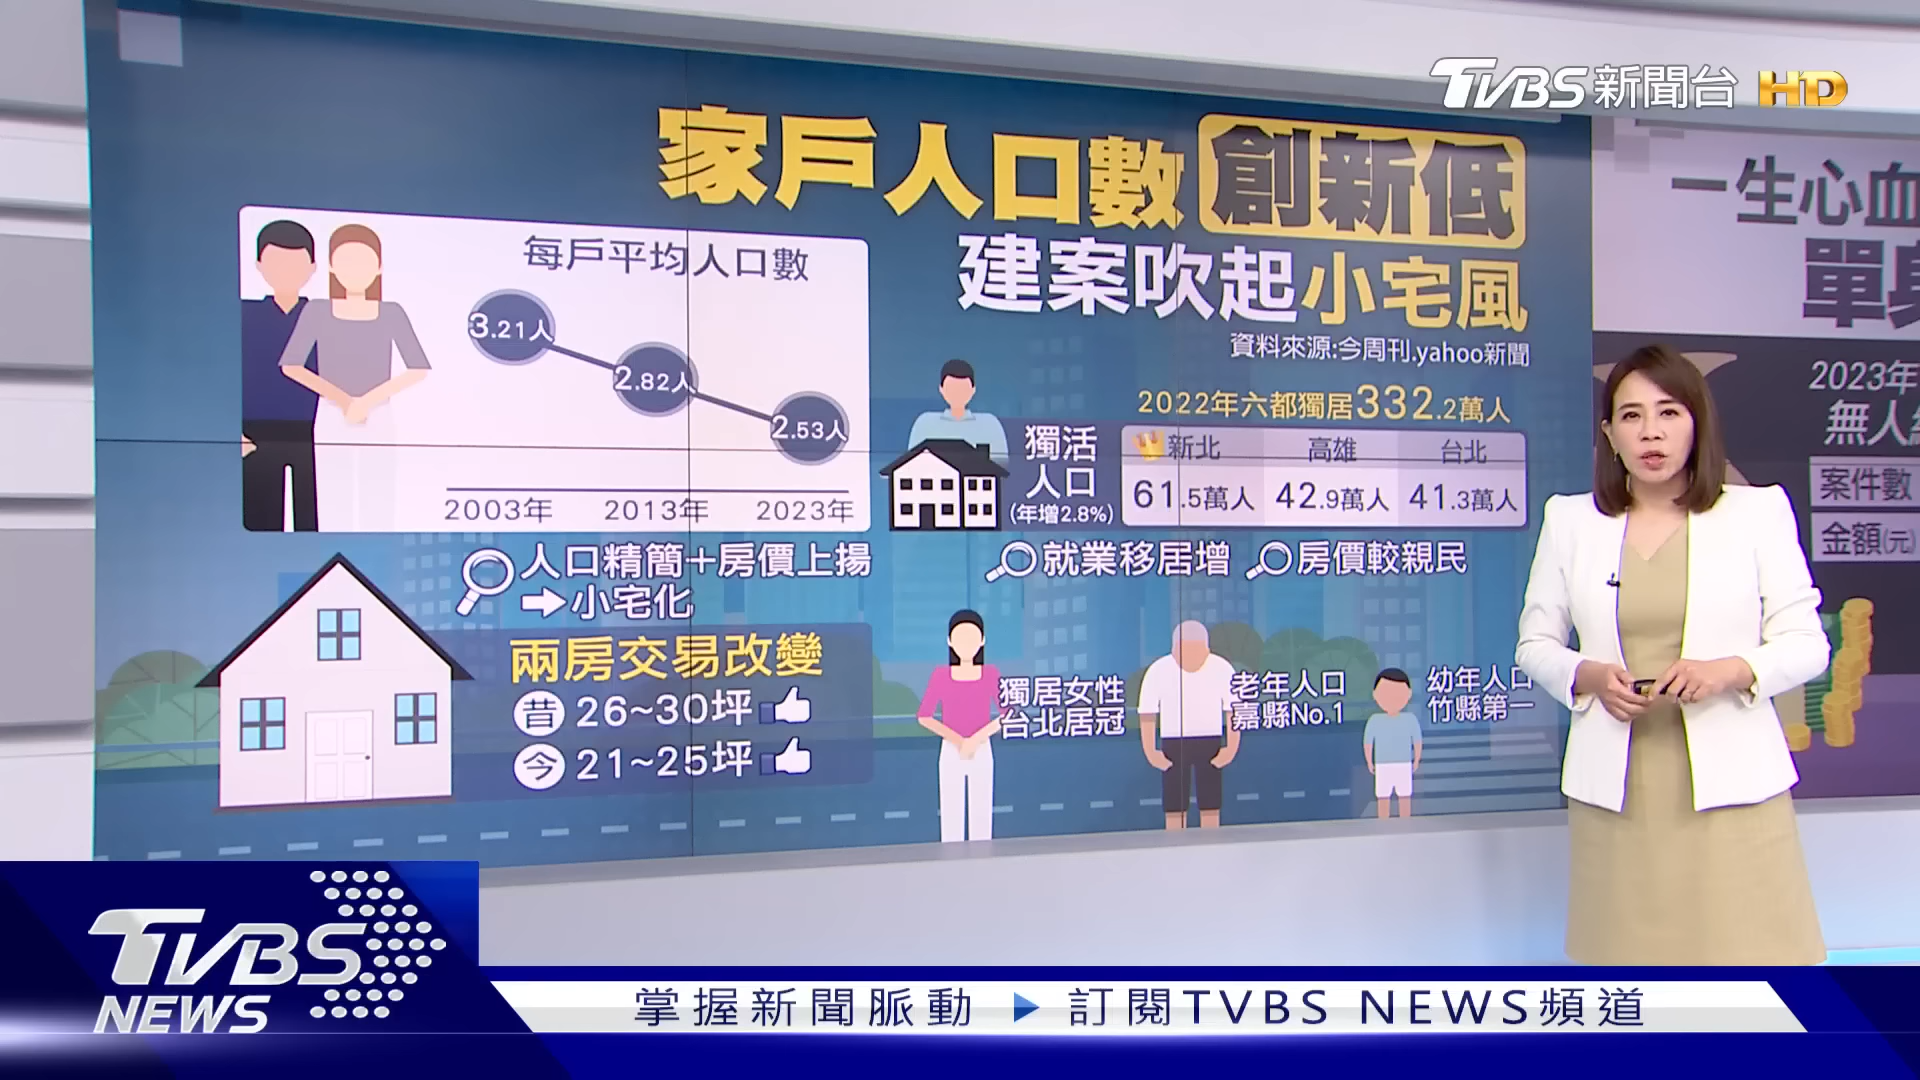 TVBS新聞台 HD
家戶人口數創新低
建案吹起小宅風
資料來源:今周刊.yahoo新聞
每戶平均人口數
3.21人
2.82人
2.53人
2003年 2013年 2023年
人口精簡+房價上揚
➡小宅化
兩房交易改變
昔 26~30坪
今 21~25坪
2022年六都獨居332.2萬人
獨活
人口
(年增2.8%)
新北 高雄 台北
61.5萬人 42.9萬人 41.3萬人
就業移居增 房價較親民
獨居女性
台北居冠
老年人口
嘉縣No.1
幼年人口
竹縣第一
一生心血
單身
2023年
無人
案件數
金額(元)
TVBS
NEWS
掌握新聞脈動 ▶ 訂閱TVBS NEWS頻道